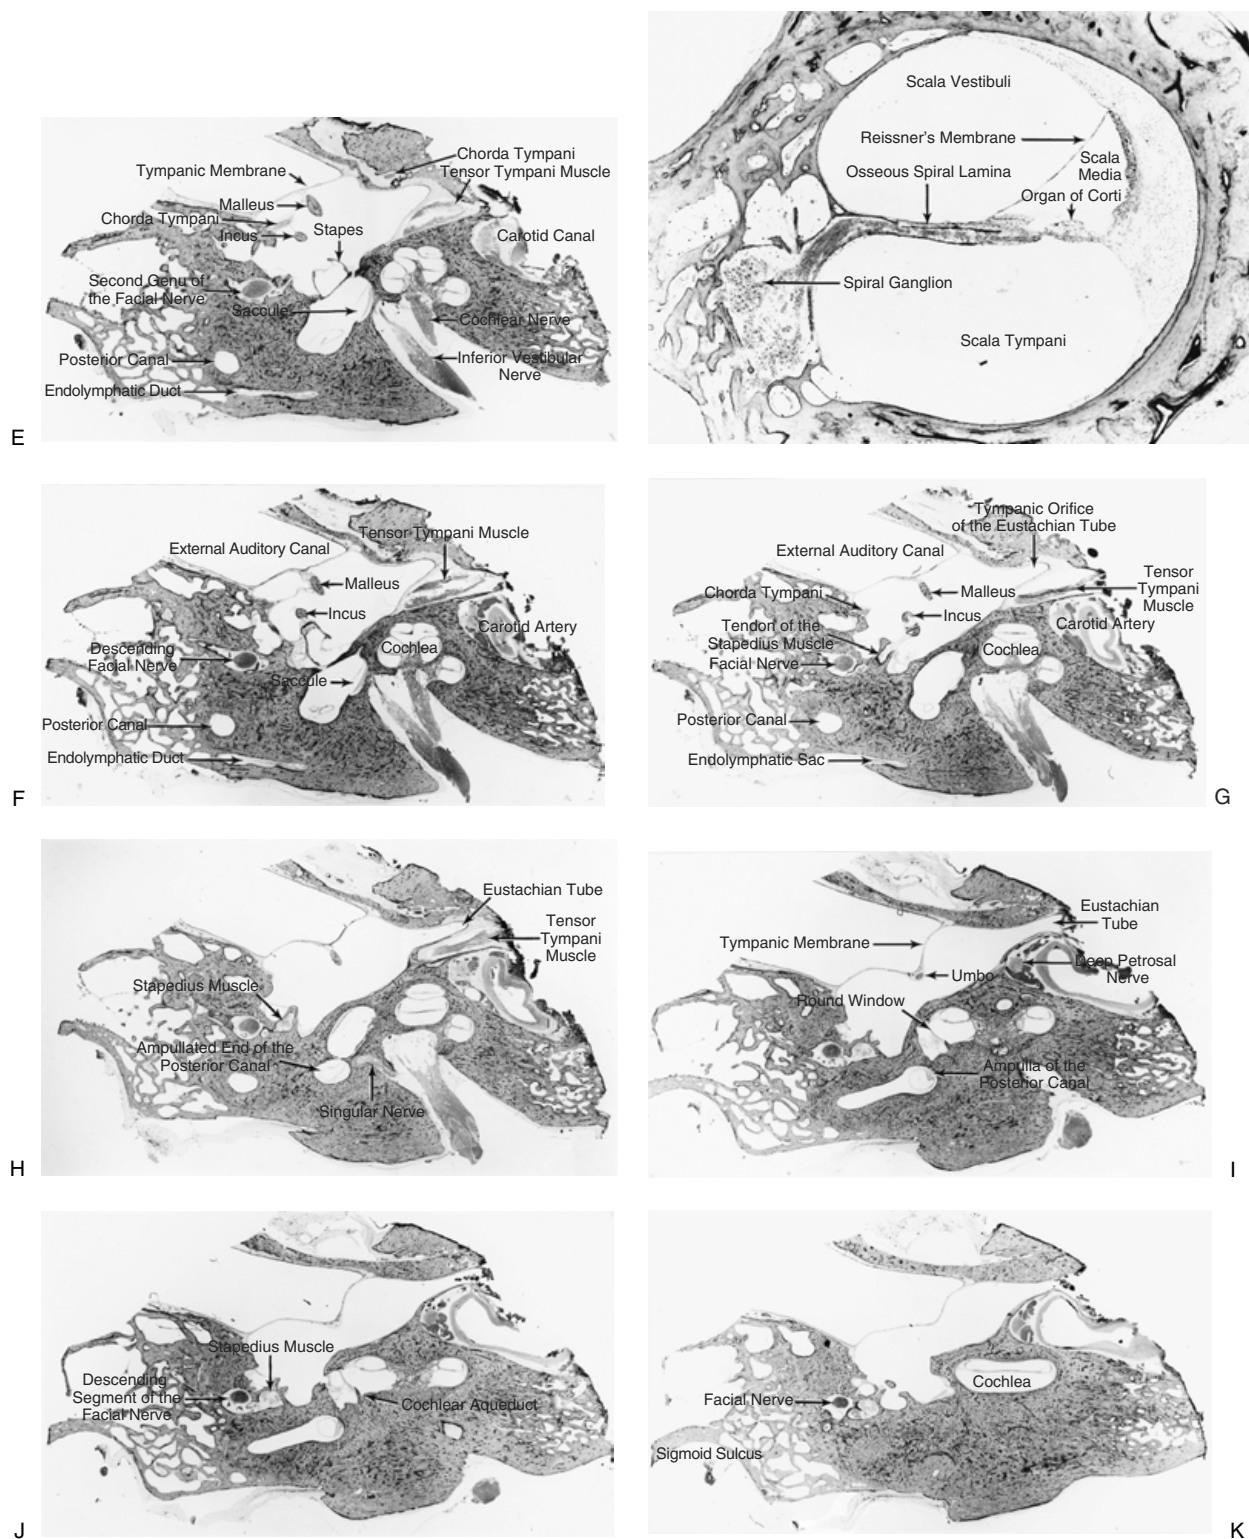 Tympanic Membrane
Chorda Tympani
Tensor Tympani Muscle
Malleus
Chorda Tympani
Incus
Stapes
Carotid Canal
Second Genu of
the Facial Nerve
Saccule
Cochlear Nerve
Posterior Canal
Inferior Vestibular
Nerve
Endolymphatic Duct
E
Scala Vestibuli
Reissner's Membrane
Scala
Media
Osseous Spiral Lamina
Organ of Corti
Spiral Ganglion
Scala Tympani
Tensor Tympani Muscle
External Auditory Canal
Malleus
Incus
Carotid Artery
Descending
Facial Nerve
Cochlea
Saccule
Posterior Canal
Endolymphatic Duct
F
Tympanic Orifice
of the Eustachian Tube
External Auditory Canal
Tensor
Tympani
Muscle
Chorda Tympani
Malleus
Incus
Tendon of the
Stapedius Muscle
Carotid Artery
Facial Nerve
Cochlea
Posterior Canal
Endolymphatic Sac
G
Eustachian Tube
Tensor
Tympani
Muscle
Stapedius Muscle
Ampullated End of the
Posterior Canal
Singular Nerve
H
Eustachian
Tube
Tympanic Membrane
Deep Petrosal
Nerve
Umbo
Round Window
Ampulla of the
Posterior Canal
I
Stapedius Muscle
Descending
Segment of the
Facial Nerve
Cochlear Aqueduct
J
Cochlea
Facial Nerve
Sigmoid Sulcus
K